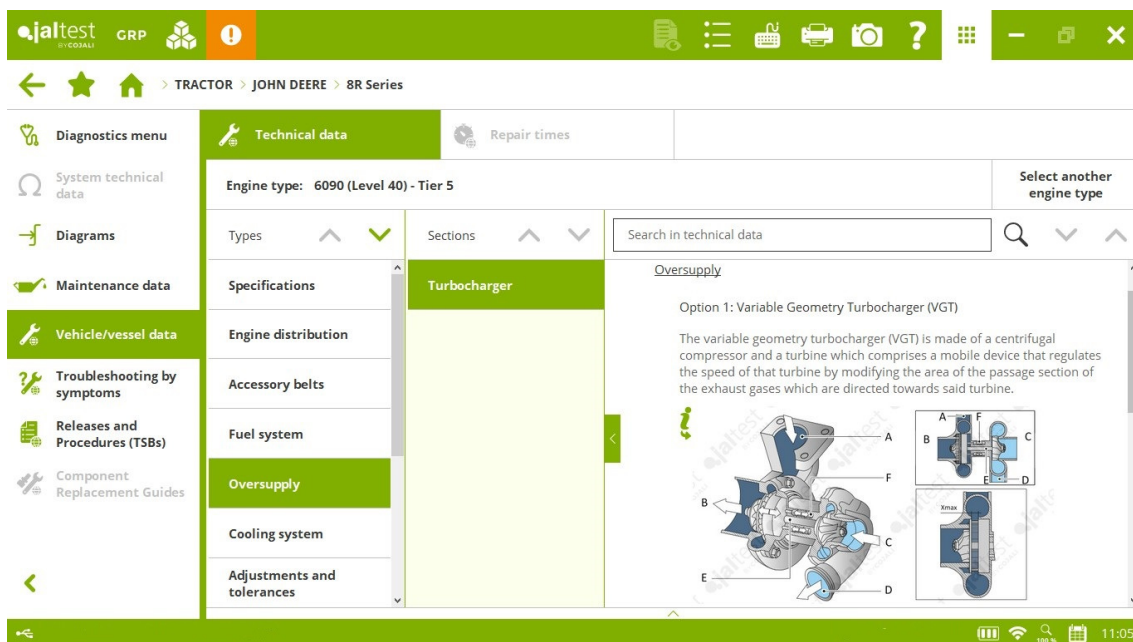 jaltest
BY COJALI
GRP
TRACTOR > JOHN DEERE > 8R Series
Diagnostics menu
System technical
data
Diagrams
Maintenance data
Vehicle/vessel data
Troubleshooting by
symptoms
Releases and
Procedures (TSBs)
Component
Replacement Guides
Technical data
Repair times
Engine type: 6090 (Level 40) - Tier 5
Select another
engine type
Types
Sections
Search in technical data
Specifications
Engine distribution
Accessory belts
Fuel system
Oversupply
Cooling system
Adjustments and
tolerances
Turbocharger
Oversupply
Option 1: Variable Geometry Turbocharger (VGT)
The variable geometry turbocharger (VGT) is made of a centrifugal
compressor and a turbine which comprises a mobile device that regulates
the speed of that turbine by modifying the area of the passage section of
the exhaust gases which are directed towards said turbine.
A
F
B
C
E
D
A
F
B
C
E
D
Xmax
100 %
11:05